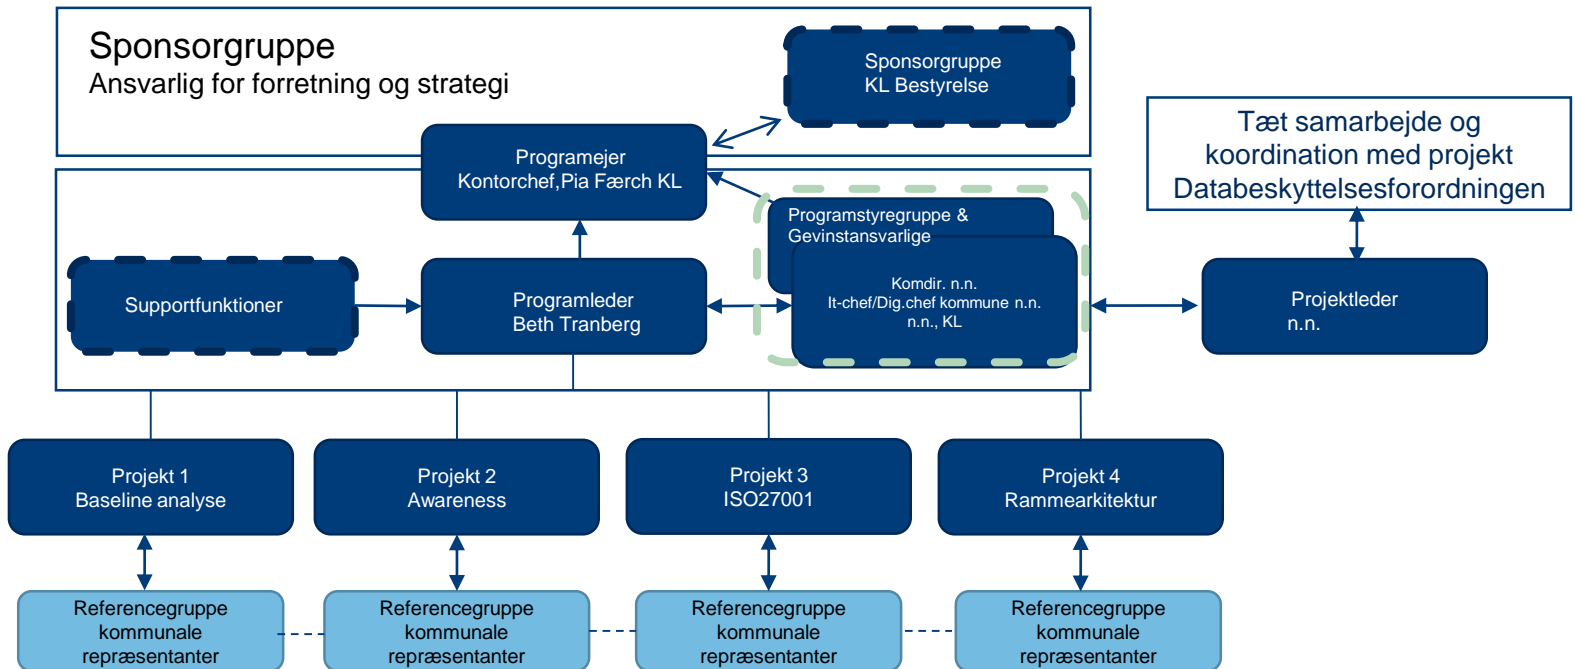 Sponsorgruppe
Ansvarlig for forretning og strategi
Sponsorgruppe
KL Bestyrelse
Programejer
Kontorchef,Pia Færch KL
Tæt samarbejde og
koordination med projekt
Databeskyttelsesforordningen
Programstyregruppe &
Gevinstansvarlige
Supportfunktioner
Programleder
Beth Tranberg
Komdir. n.n.
It-chef/Dig.chef kommune n.n.
n.n., KL
Projektleder
n.n.
Projekt 1
Baseline analyse
Projekt 2
Awareness
Projekt 3
ISO27001
Projekt 4
Rammearkitektur
Referencegruppe
kommunale
repræsentanter
Referencegruppe
kommunale
repræsentanter
Referencegruppe
kommunale
repræsentanter
Referencegruppe
kommunale
repræsentanter